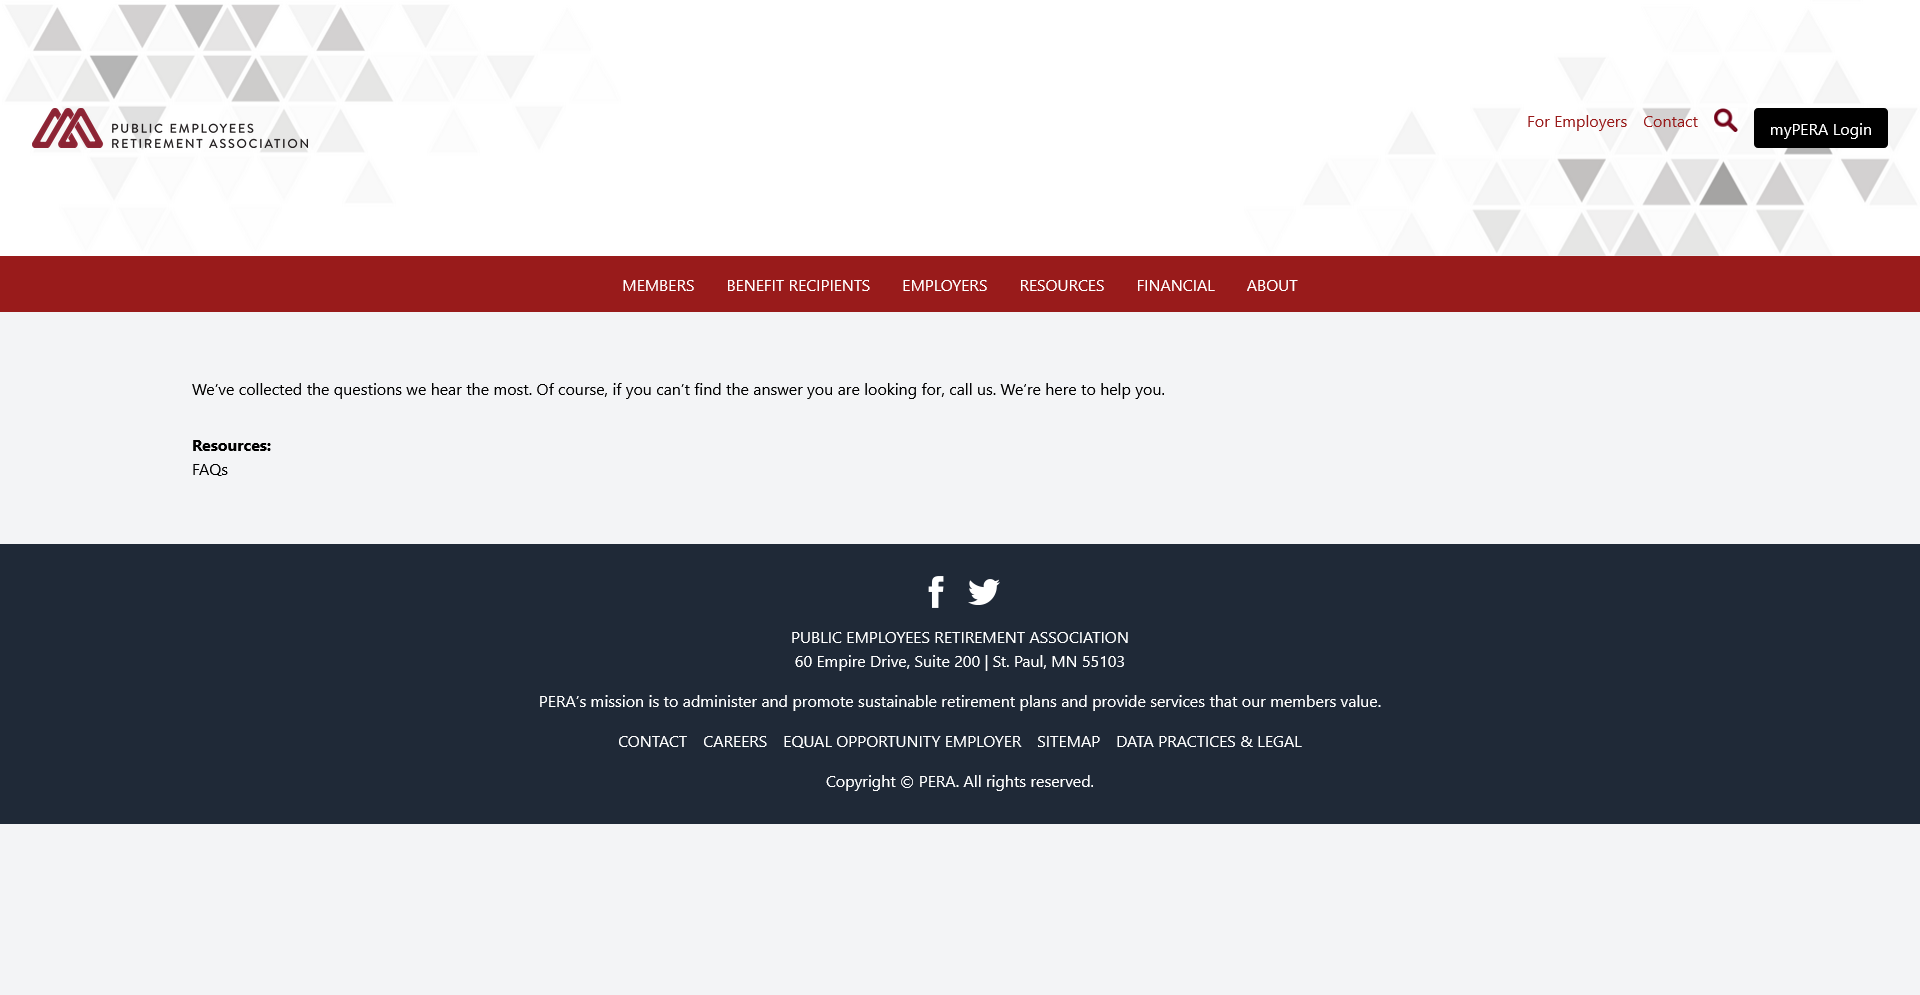 PUBLIC EMPLOYEES
RETIREMENT ASSOCIATION
For Employers Contact myPERA Login
MEMBERS BENEFIT RECIPIENTS EMPLOYERS RESOURCES FINANCIAL ABOUT
We’ve collected the questions we hear the most. Of course, if you can’t find the answer you are looking for, call us. We’re here to help you.
Resources:
FAQs
PUBLIC EMPLOYEES RETIREMENT ASSOCIATION
60 Empire Drive, Suite 200 | St. Paul, MN 55103
PERA’s mission is to administer and promote sustainable retirement plans and provide services that our members value.
CONTACT CAREERS EQUAL OPPORTUNITY EMPLOYER SITEMAP DATA PRACTICES & LEGAL
Copyright © PERA. All rights reserved.